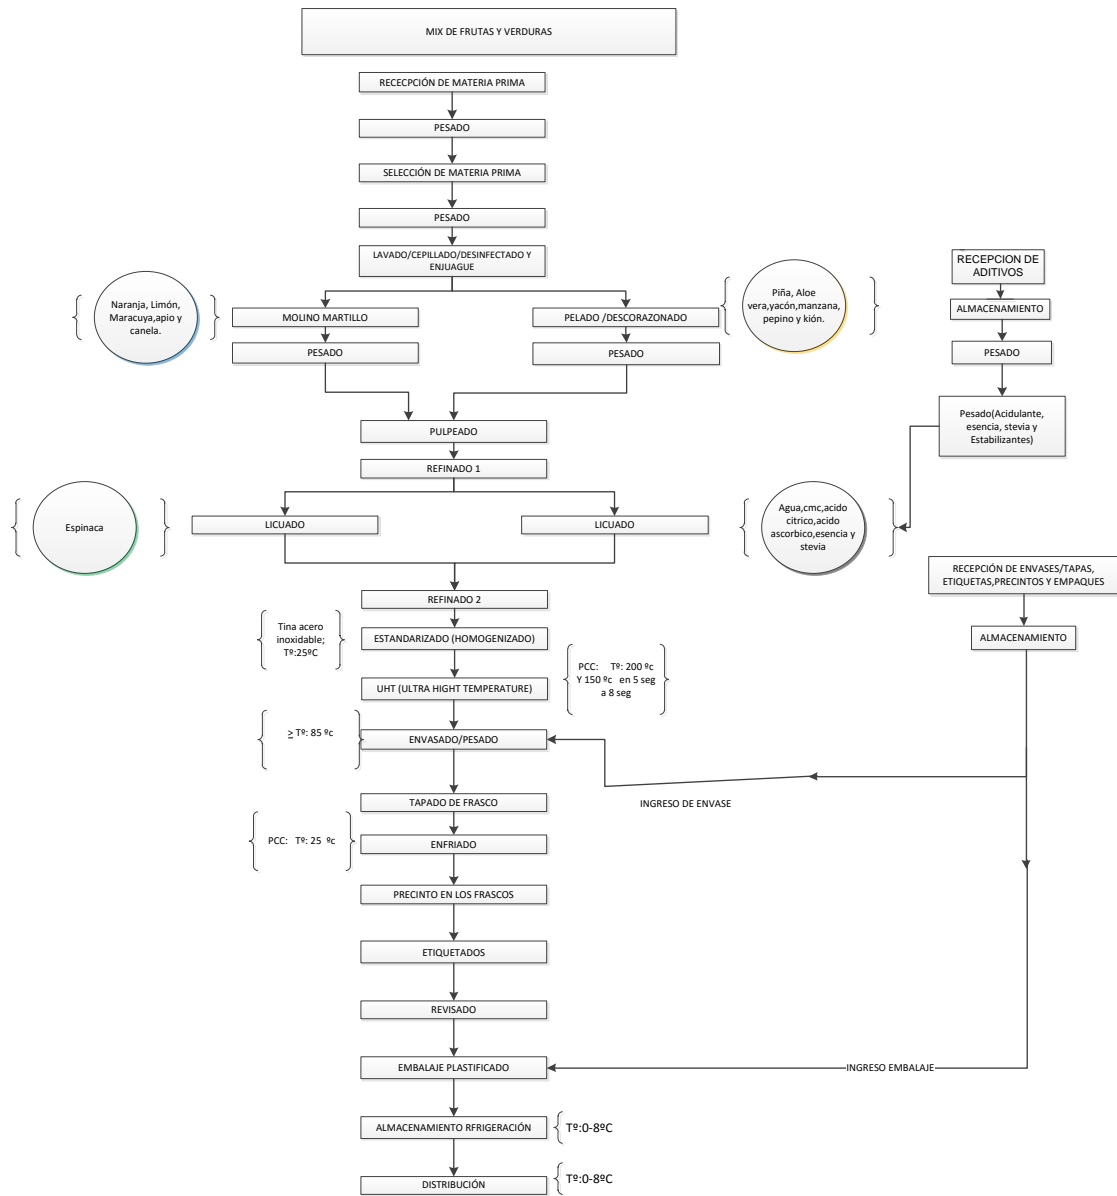 MIX DE FRUTAS Y VERDURAS
RECECPCIÓN DE MATERIA PRIMA
PESADO
SELECCIÓN DE MATERIA PRIMA
PESADO
LAVADO/CEPILLADO/DESINFECTADO Y
ENJUAGUE
Naranja, Limón,
Maracuya,apio y
canela.
MOLINO MARTILLO
PELADO /DESCORAZONADO
Piña, Aloe
vera,yacón,manzana,
pepino y kión.
PESADO
PESADO
RECEPCION DE
ADITIVOS
ALMACENAMIENTO
PESADO
Pesado(Acidulante,
esencia, stevia y
Estabilizantes)
PULPEADO
REFINADO 1
Espinaca
LICUADO
LICUADO
Agua,cmc,acido
citrico,acido
ascorbico,esencia y
stevia
RECEPCIÓN DE ENVASES/TAPAS,
ETIQUETAS,PRECINTOS Y EMPAQUES
ALMACENAMIENTO
REFINADO 2
Tina acero
inoxidable;
Tº:25ºC
ESTANDARIZADO (HOMOGENIZADO)
UHT (ULTRA HIGHT TEMPERATURE)
PCC: Tº: 200 ºc
Y 150 ºc en 5 seg
a 8 seg
≥ Tº: 85 ºc
ENVASADO/PESADO
INGRESO DE ENVASE
TAPADO DE FRASCO
PCC: Tº: 25 ºc
ENFRIADO
PRECINTO EN LOS FRASCOS
ETIQUETADOS
REVISADO
EMBALAJE PLASTIFICADO
INGRESO EMBALAJE
ALMACENAMIENTO RFRIGERACIÓN
Tº:0-8ºC
DISTRIBUCIÓN
Tº:0-8ºC